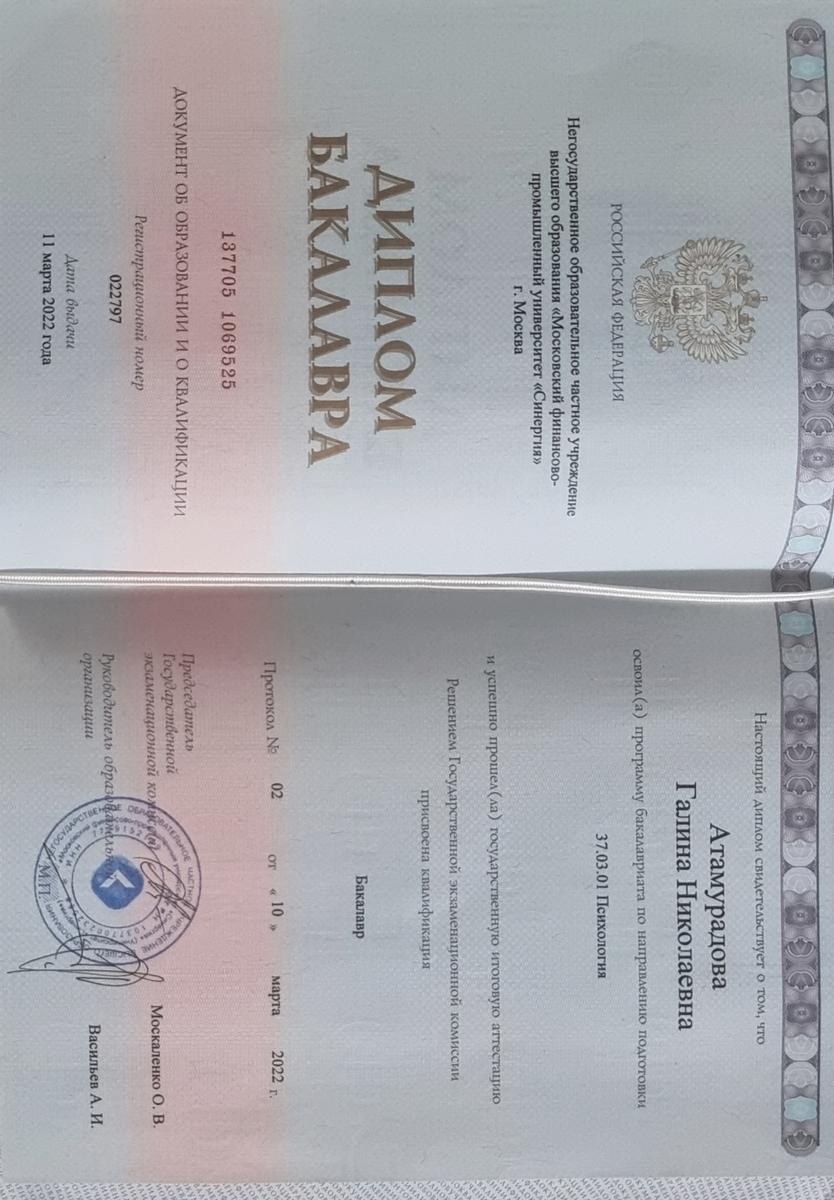 РОССИЙСКАЯ ФЕДЕРАЦИЯ
Негосударственное образовательное частное учреждение
высшего образования «Московский финансово-
промышленный университет «Синергия»
г. Москва
ДИПЛОМ
БАКАЛАВРА
137705 1069525
ДОКУМЕНТ ОБ ОБРАЗОВАНИИ И О КВАЛИФИКАЦИИ
Регистрационный номер
022797
Дата выдачи
11 марта 2022 года
Настоящий диплом свидетельствует о том, что
Атамурадова
Галина Николаевна
освоил(а) программу бакалавриата по направлению подготовки
37.03.01 Психология
и успешно прошел(ла) государственную итоговую аттестацию
Решением Государственной экзаменационной комиссии
присвоена квалификация
Бакалавр
Протокол № 02 от « 10 » марта 2022 г.
Председатель
Государственной
экзаменационной комиссии Москаленко О. В.
Руководитель образовательной
организации Васильев А. И.
М.П.